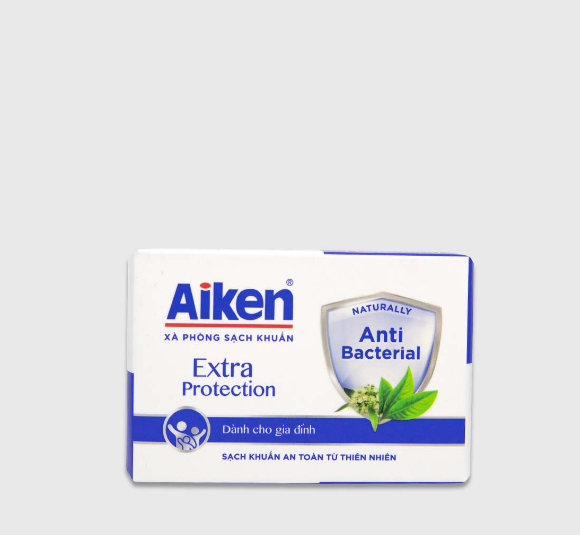 Aiken®
XÀ PHÒNG SẠCH KHUẨN
Extra
Protection
NATURALLY
Anti
Bacterial
Dành cho gia đình
SẠCH KHUẨN AN TOÀN TỪ THIÊN NHIÊN